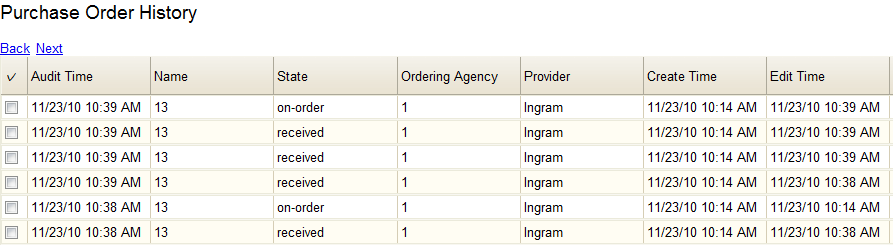 Purchase Order History
Back Next
✓ Audit Time Name State Ordering Agency Provider Create Time Edit Time
11/23/10 10:39 AM 13 on-order 1 Ingram 11/23/10 10:14 AM 11/23/10 10:39 AM
11/23/10 10:39 AM 13 received 1 Ingram 11/23/10 10:14 AM 11/23/10 10:39 AM
11/23/10 10:39 AM 13 received 1 Ingram 11/23/10 10:14 AM 11/23/10 10:39 AM
11/23/10 10:39 AM 13 received 1 Ingram 11/23/10 10:14 AM 11/23/10 10:38 AM
11/23/10 10:38 AM 13 on-order 1 Ingram 11/23/10 10:14 AM 11/23/10 10:14 AM
11/23/10 10:38 AM 13 received 1 Ingram 11/23/10 10:14 AM 11/23/10 10:38 AM